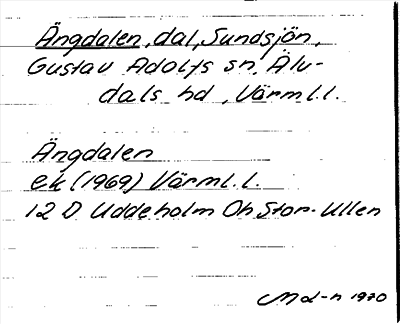 Ängdalen, dal, Sundsjön,
Gustav Adolfs sn, Älv-
dals hd, Värml.l.
Ängdalen
ek (1969) Värml.l.
12 D Uddeholm Oh Stor-Ullen
Md-n 1970